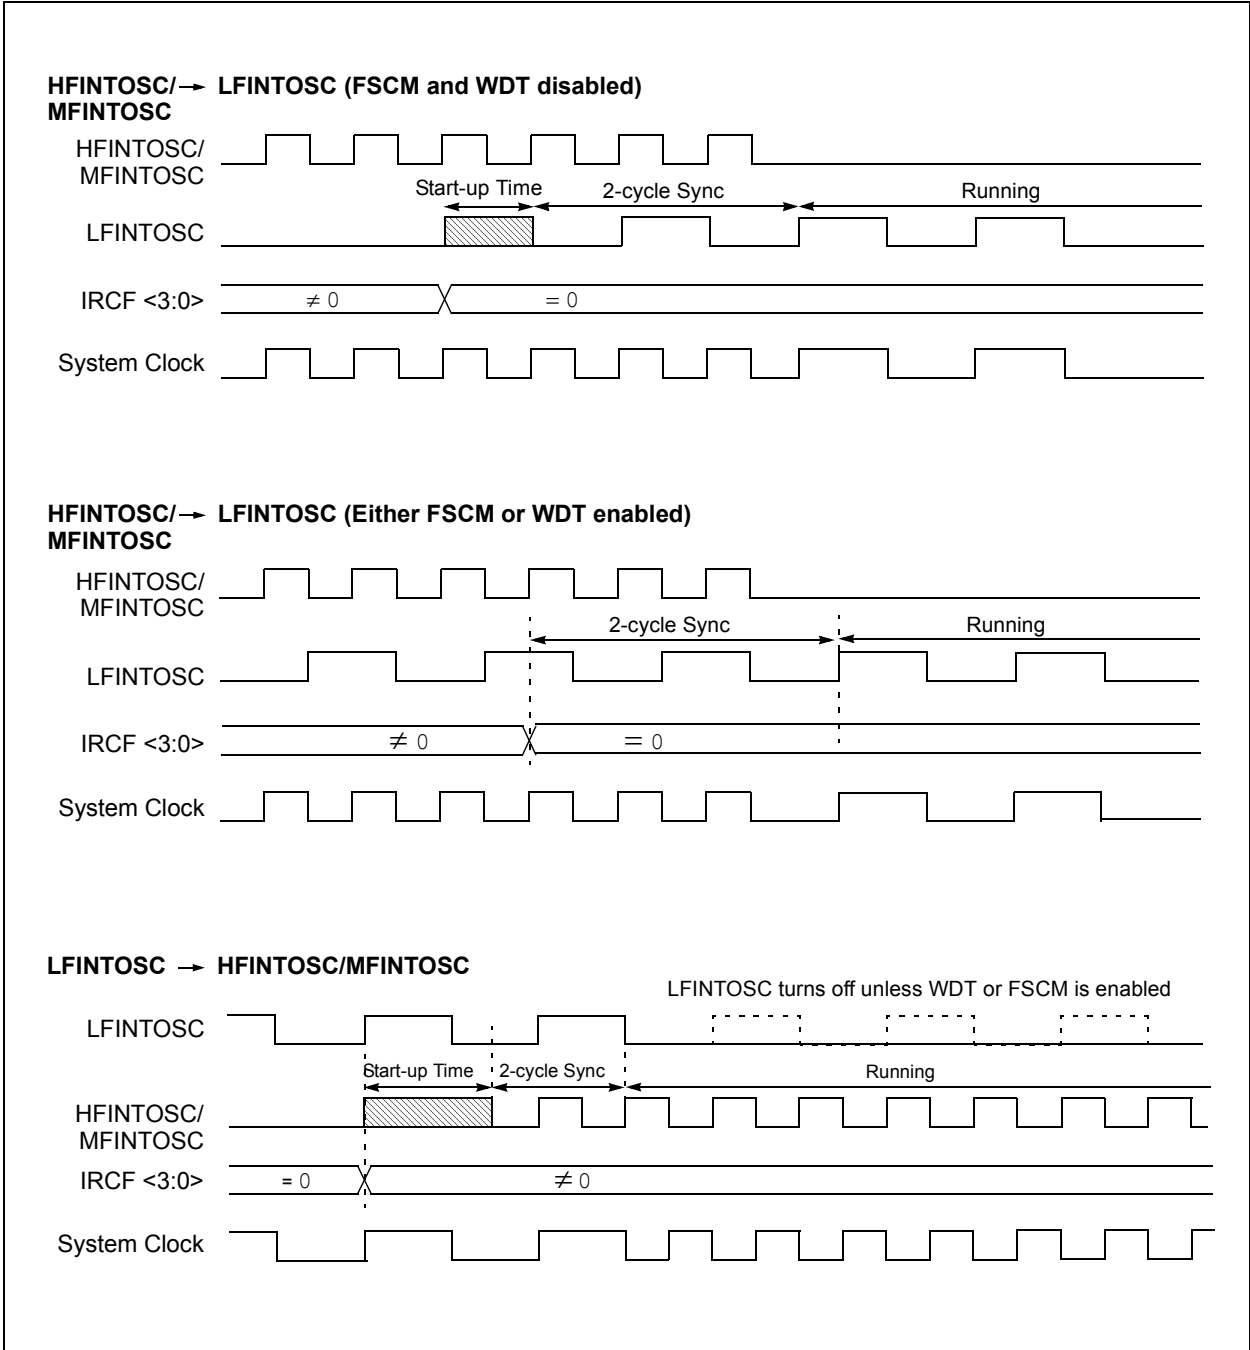 HFINTOSC/→ LFINTOSC (FSCM and WDT disabled)
MFINTOSC
HFINTOSC/
MFINTOSC
Start-up Time 2-cycle Sync Running
LFINTOSC
IRCF <3:0> ≠ 0 = 0
System Clock
HFINTOSC/→ LFINTOSC (Either FSCM or WDT enabled)
MFINTOSC
HFINTOSC/
MFINTOSC
2-cycle Sync Running
LFINTOSC
IRCF <3:0> ≠ 0 = 0
System Clock
LFINTOSC → HFINTOSC/MFINTOSC
LFINTOSC turns off unless WDT or FSCM is enabled
LFINTOSC
Start-up Time 2-cycle Sync Running
HFINTOSC/
MFINTOSC
IRCF <3:0> = 0 ≠ 0
System Clock